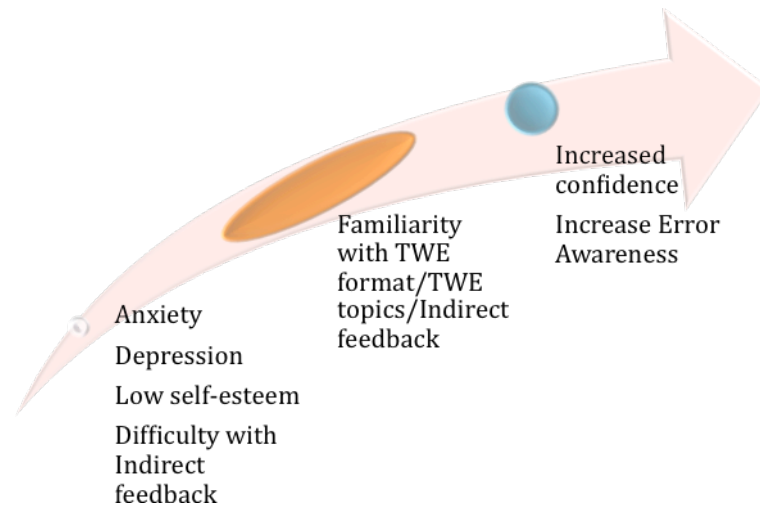 Anxiety
Depression
Low self-esteem
Difficulty with
Indirect
feedback
Familiarity
with TWE
format/TWE
topics/Indirect
feedback
Increased
confidence
Increase Error
Awareness